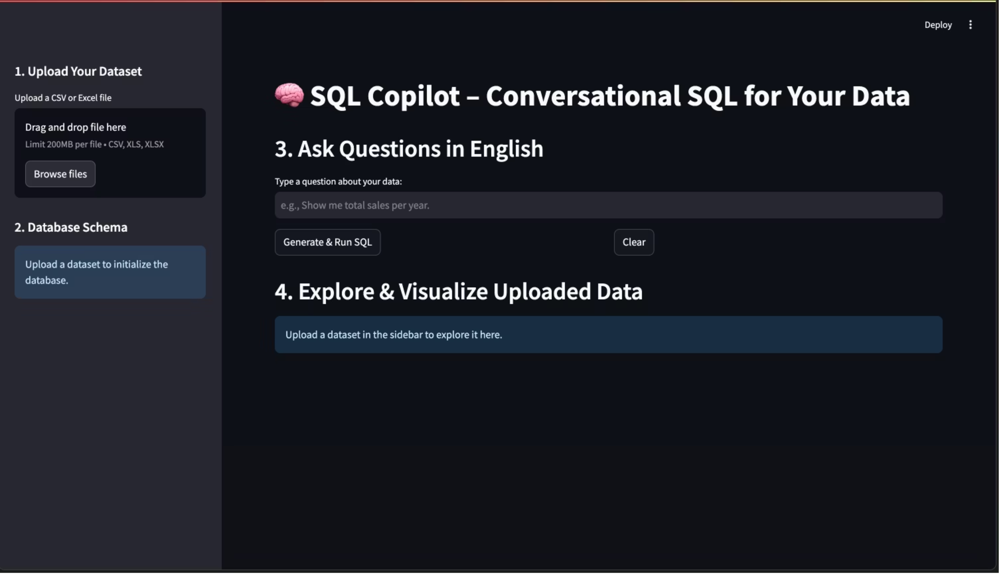 Deploy
1. Upload Your Dataset
Upload a CSV or Excel file
Drag and drop file here
Limit 200MB per file • CSV, XLS, XLSX
Browse files
2. Database Schema
Upload a dataset to initialize the
database.
🧠 SQL Copilot – Conversational SQL for Your Data
3. Ask Questions in English
Type a question about your data:
e.g., Show me total sales per year.
Generate & Run SQL
Clear
4. Explore & Visualize Uploaded Data
Upload a dataset in the sidebar to explore it here.